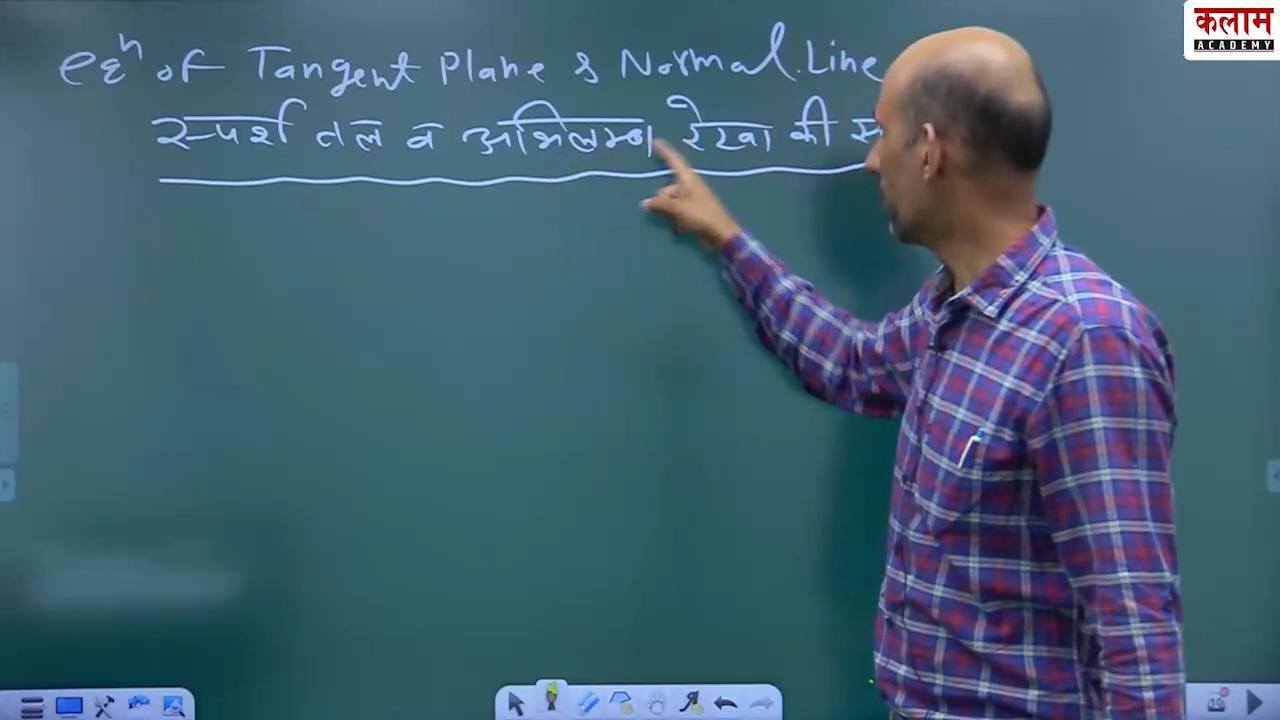 कलाम
ACADEMY
eqⁿ of Tangent Plane & Normal Line
स्पर्श तल व अभिलम्ब रेखा की